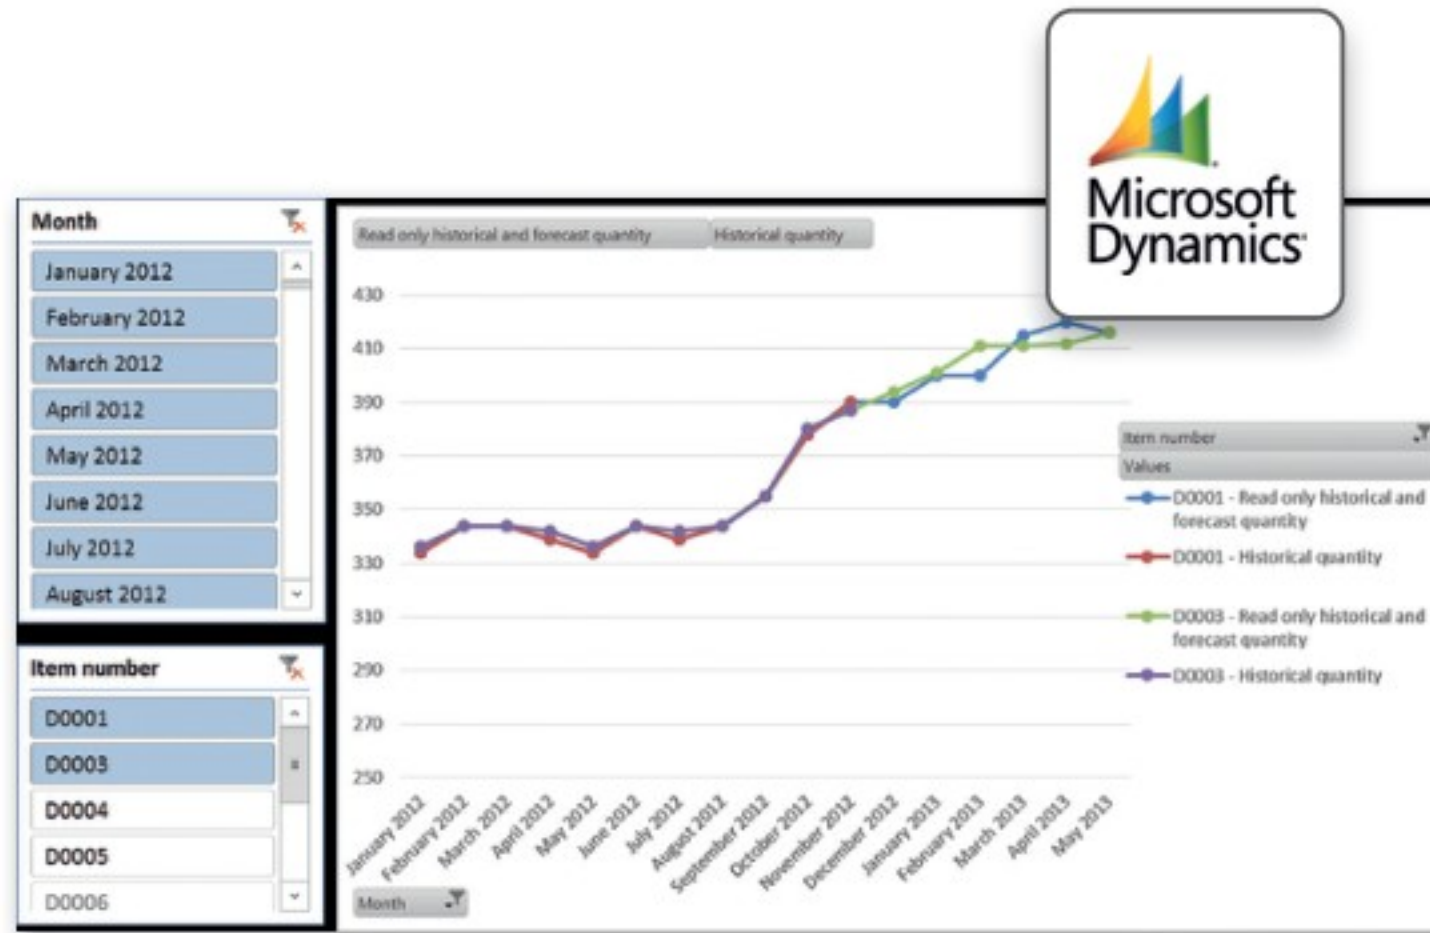 Microsoft
Dynamics
Month
January 2012
February 2012
March 2012
April 2012
May 2012
June 2012
July 2012
August 2012
Item number
D0001
D0003
D0004
D0005
D0006
Read only historical and forecast quantity
Historical quantity
430
410
390
370
350
330
310
290
270
250
January 2012
February 2012
March 2012
April 2012
May 2012
June 2012
July 2012
August 2012
September 2012
October 2012
November 2012
December 2012
January 2013
February 2013
March 2013
April 2013
May 2013
Month
Item number
Values
D0001 - Read only historical and
forecast quantity
D0001 - Historical quantity
D0003 - Read only historical and
forecast quantity
D0003 - Historical quantity